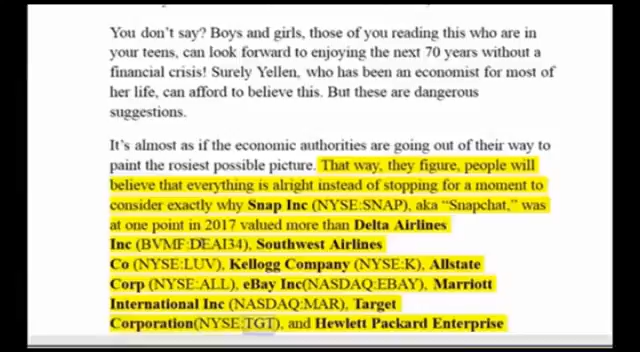 You don't say? Boys and girls, those of you reading this who are in
your teens, can look forward to enjoying the next 70 years without a
financial crisis! Surely Yellen, who has been an economist for most of
her life, can afford to believe this. But these are dangerous
suggestions.
It's almost as if the economic authorities are going out of their way to
paint the rosiest possible picture. That way, they figure, people will
believe that everything is alright instead of stopping for a moment to
consider exactly why Snap Inc (NYSE:SNAP), aka “Snapchat,” was
at one point in 2017 valued more than Delta Airlines
Inc (BVMF:DEAI34), Southwest Airlines
Co (NYSE:LUV), Kellogg Company (NYSE:K), Allstate
Corp (NYSE:ALL), eBay Inc(NASDAQ:EBAY), Marriott
International Inc (NASDAQ:MAR), Target
Corporation(NYSE:TGT), and Hewlett Packard Enterprise